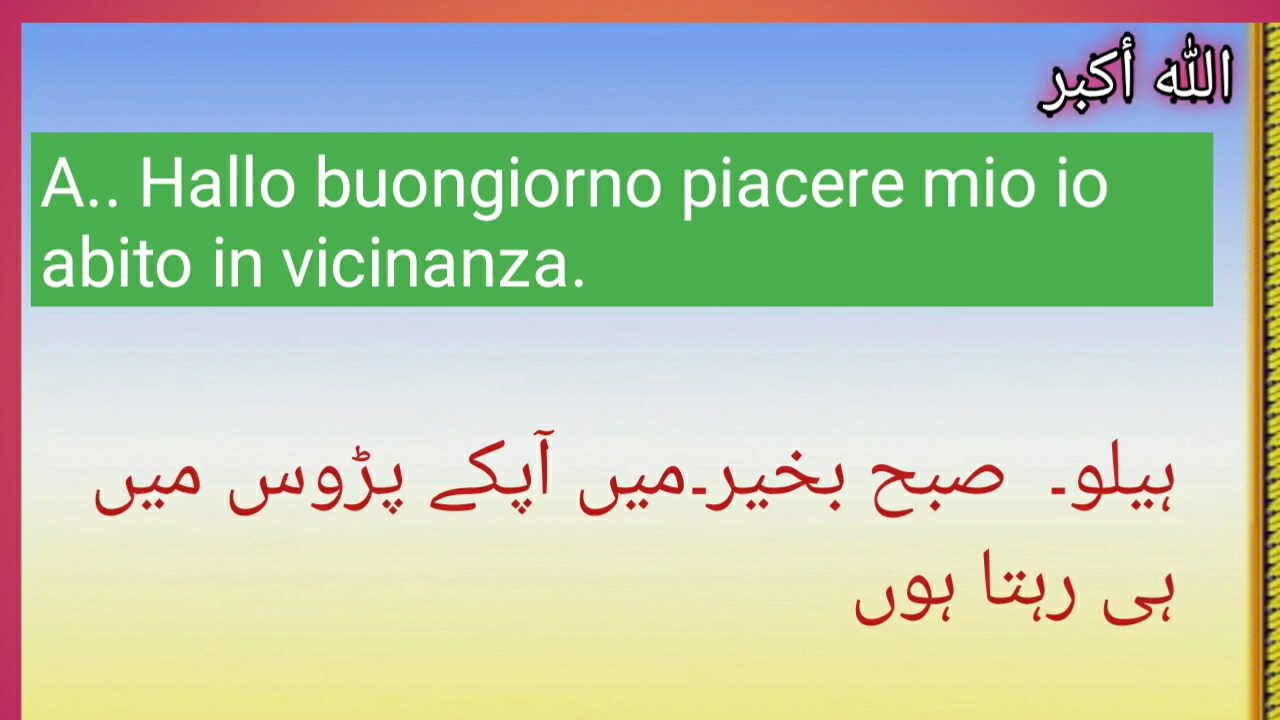 الله أكبر
A.. Hallo buongiorno piacere mio io
abito in vicinanza.
ہیلو۔ صبح بخیر۔میں آپکے پڑوس میں
ہی رہتا ہوں